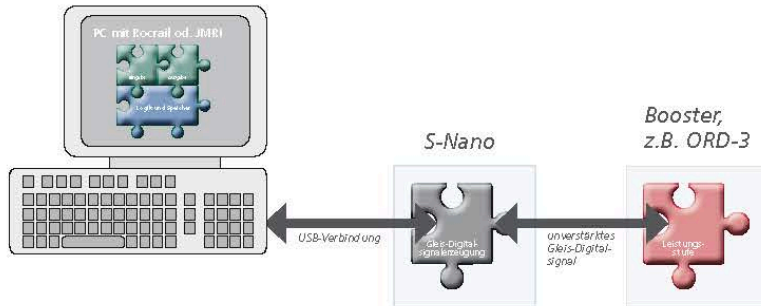 PC mit Rocrail od. JMRI
Logik und Speicher
S-Nano
Booster,
z.B. ORD-3
USB-Verbindung
Gleis-Digital-
signalerzeugung
unverstärktes
Gleis-Digital-
signal
Leistungs-
stufe